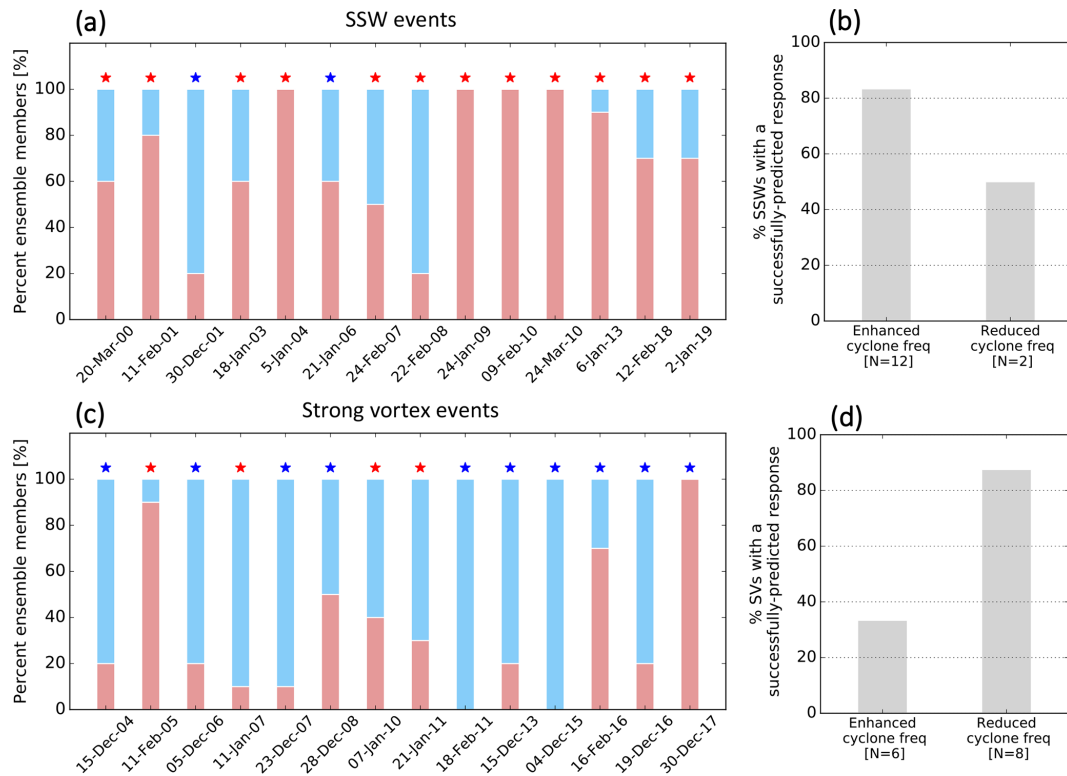 (a)
SSW events
Percent ensemble members [%]
100
80
60
40
20
0
20-Mar-00
11-Feb-01
30-Dec-01
18-Jan-03
5-Jan-04
21-Jan-06
24-Feb-07
22-Feb-08
24-Jan-09
09-Feb-10
24-Mar-10
6-Jan-13
12-Feb-18
2-Jan-19
(b)
% SSWs with a
successfully-predicted response
100
80
60
40
20
0
Enhanced
cyclone freq
[N=12]
Reduced
cyclone freq
[N=2]
(c)
Strong vortex events
Percent ensemble members [%]
100
80
60
40
20
0
15-Dec-04
11-Feb-05
05-Dec-06
11-Jan-07
23-Dec-07
28-Dec-08
07-Jan-10
21-Jan-11
18-Feb-11
15-Dec-13
04-Dec-15
16-Feb-16
19-Dec-16
30-Dec-17
(d)
% SVs with a
successfully-predicted response
100
80
60
40
20
0
Enhanced
cyclone freq
[N=6]
Reduced
cyclone freq
[N=8]